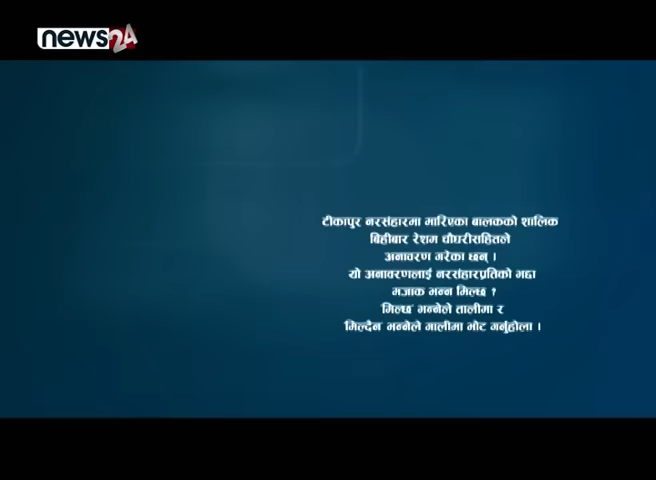 news24
टीकापुर नरसंहारमा मारिएका बालकको शालिक
बिहीबार रेशम चौधरीसहितले
अनावरण गरेका छन् ।
यो अनावरणलाई नरसंहारप्रतिको भद्दा
मजाक भन्न मिल्छ ?
मिल्छ भन्नेले तालीमा र
मिल्दैन भन्नेले गालीमा भोट गर्नुहोला ।